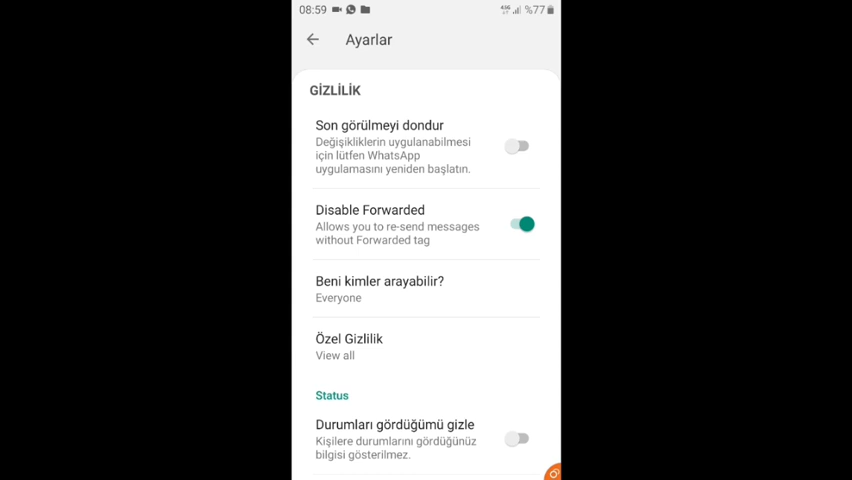 08:59 %77
Ayarlar
GİZLİLİK
Son görülmeyi dondur
Değişikliklerin uygulanabilmesi
için lütfen WhatsApp
uygulamasını yeniden başlatın.
Disable Forwarded
Allows you to re-send messages
without Forwarded tag
Beni kimler arayabilir?
Everyone
Özel Gizlilik
View all
Status
Durumları gördüğümü gizle
Kişilere durumlarını gördüğünüz
bilgisi gösterilmez.